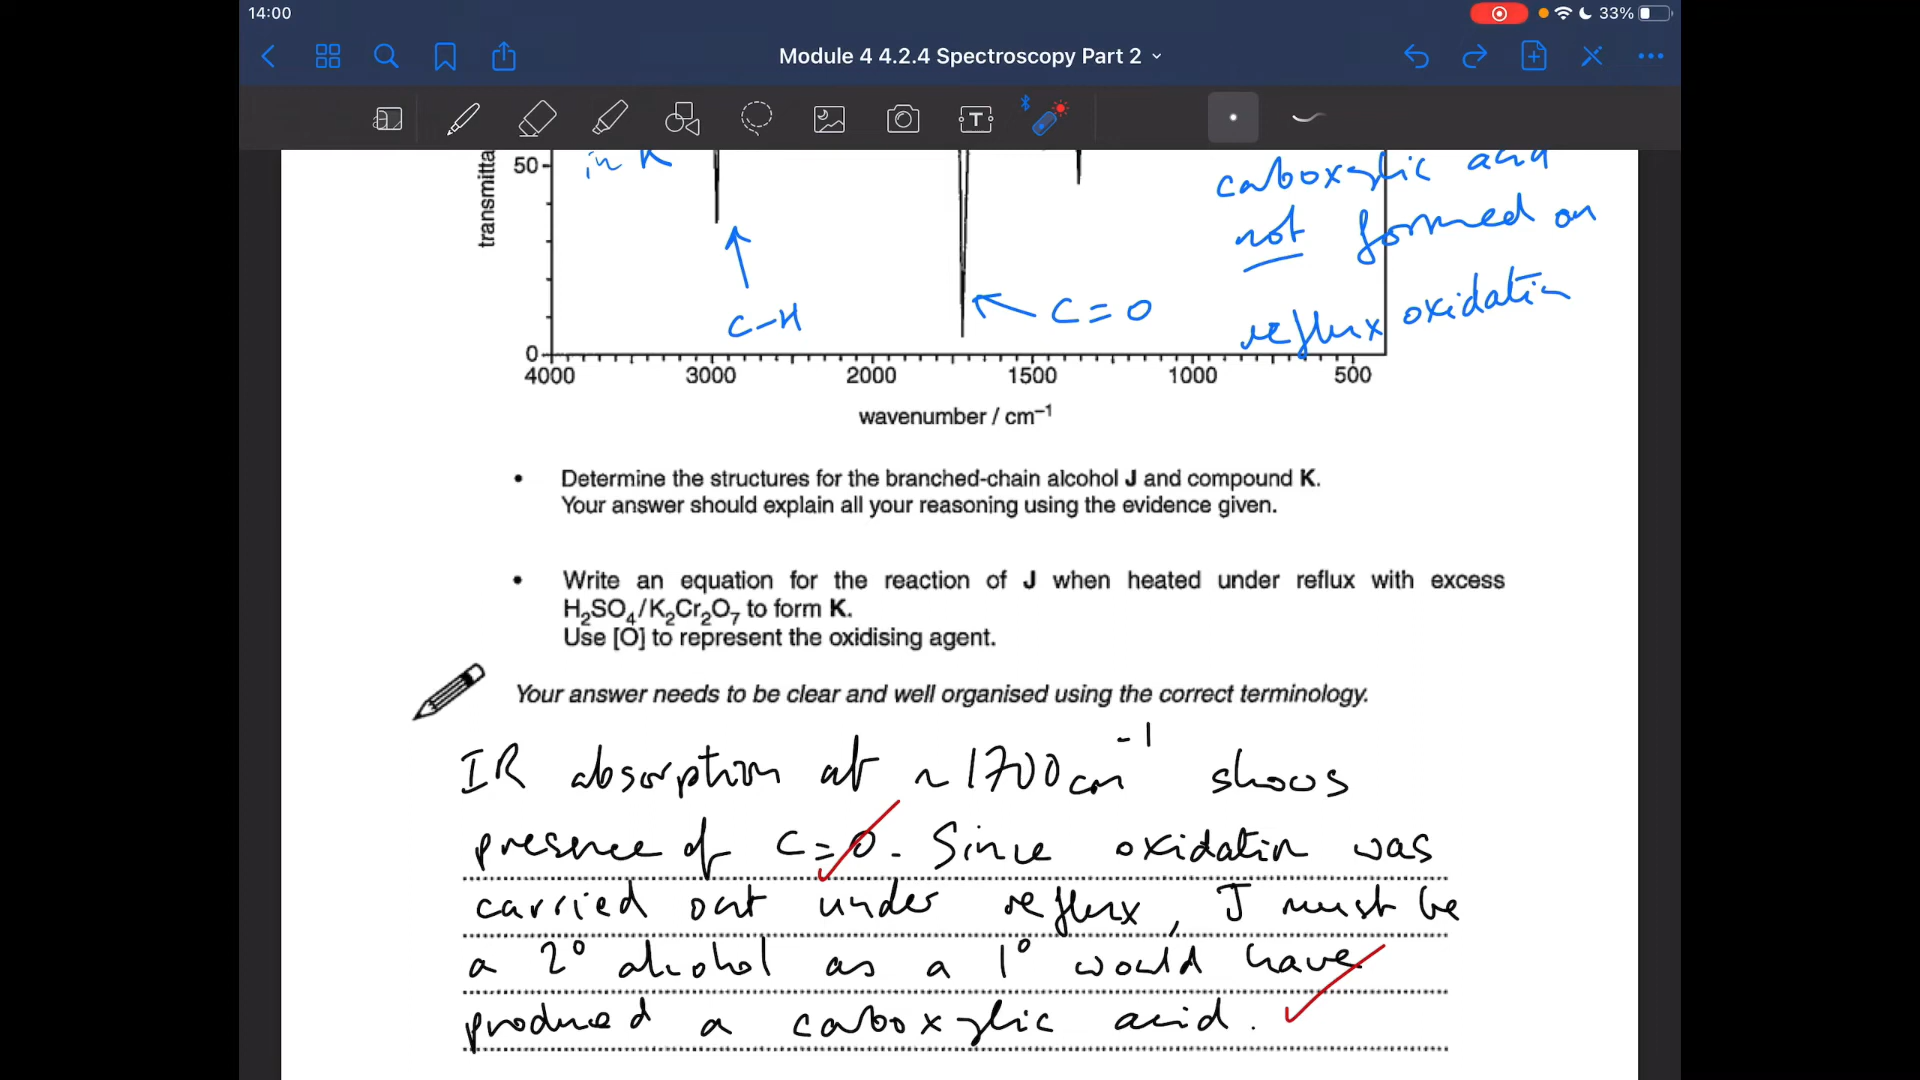 14:00
33%
Module 4 4.2.4 Spectroscopy Part 2
T
transmitta
50
in K
carboxylic acid
not formed on
reflux oxidation
C-H
C=O
0
4000 3000 2000 1500 1000 500
wavenumber / cm⁻¹
• Determine the structures for the branched-chain alcohol J and compound K.
Your answer should explain all your reasoning using the evidence given.
• Write an equation for the reaction of J when heated under reflux with excess
H₂SO₄/K₂Cr₂O₇ to form K.
Use [O] to represent the oxidising agent.
Your answer needs to be clear and well organised using the correct terminology.
IR absorption at ~1700cm⁻¹ shows
presence of C=O. Since oxidation was
carried out under reflux, J must be
a 2° alcohol as a 1° would have
produced a carboxylic acid.